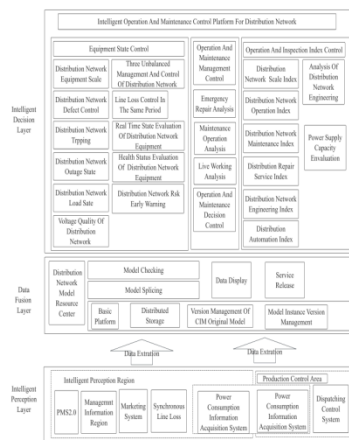 Intelligent Operation And Maintenance Control Platform For Distribution Network
Intelligent
Decision
Layer
Equipment State Control
Distribution Network
Equipment Scale
Distribution Network
Defect Control
Distribution Network
Trpping
Distribution Network
Outage State
Distribution Network
Load Sate
Voltage Quality Of
Distribution
Network
Three Unbalanced
Management And Control
Of Distribution Network
Line Loss Control In
The Same Period
Real Time State Evaluation
Of Distribution Network
Equipment
Health Status Evaluation
Of Distribution Network
Equipment
Distribution Network Rsk
Early Warning
Operation And
Maintenance
Management
Control
Emergency
Repair Analysis
Maintenance
Operation Analysis
Live Working
Analysis
Operation And
Maintenance
Decision Control
Operation And Inspection Index Control
Distribution
Network Scale Index
Distribution Network
Operation Index
Distribution Network
Maintenance Index
Distribution Repair
Service Index
Distribution Network
Engineering Index
Distribution
Automation Index
Analysis Of
Distribution
Network
Engineering
Power Supply
Capacity
Envaluation
Data
Fusion
Layer
Distribution
Network
Model
Resource
Center
Model Checking
Model Splicing
Data Display
Service
Release
Basic
Platform
Distributed
Storage
Version Management Of
CIM Original Model
Model Instance Version
Management
Data Extration
Data Extration
Intelligent
Perception
Layer
Intelligent Perception Region
PMS2.0
Managemen
Information
Region
Marketing
System
Synchronous
Line Loss
Power
Consumption
Information
Acquisition System
Production Control Area
Power
Consumption
Information
Acquisition System
Dispatching
Control
System